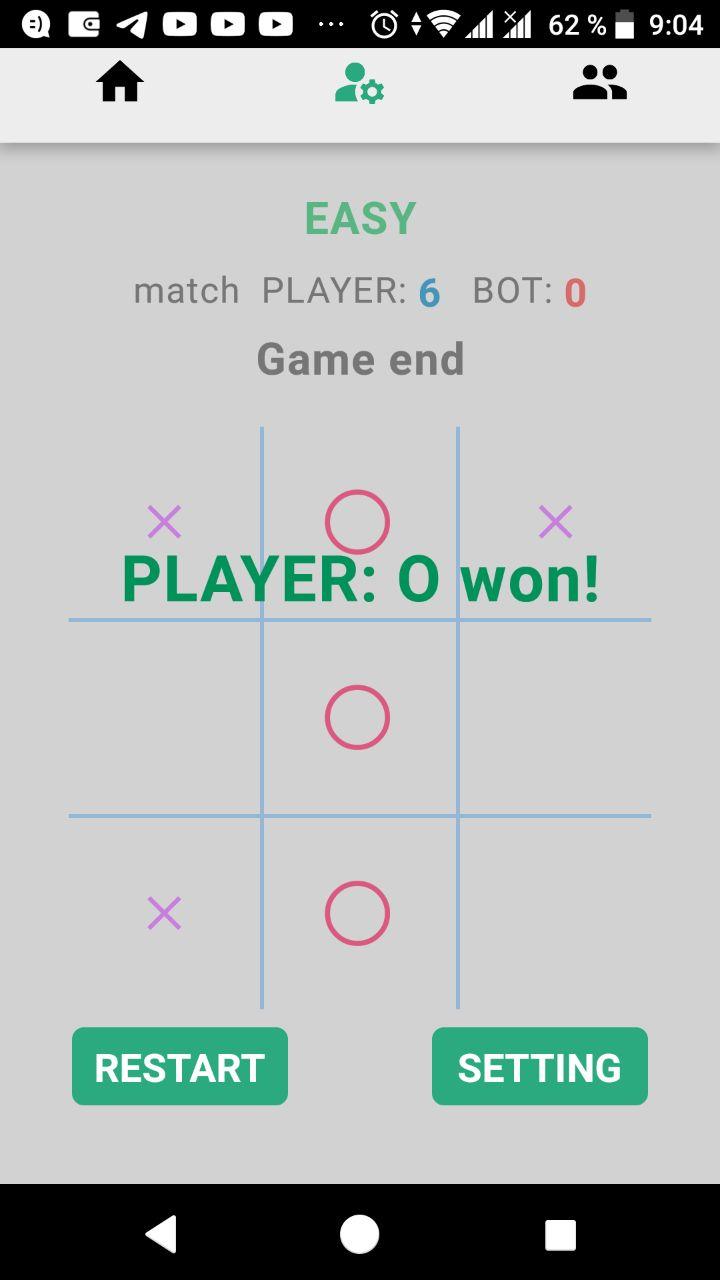 62 % 9:04
EASY
match PLAYER: 6 BOT: 0
Game end
PLAYER: O won!
RESTART SETTING